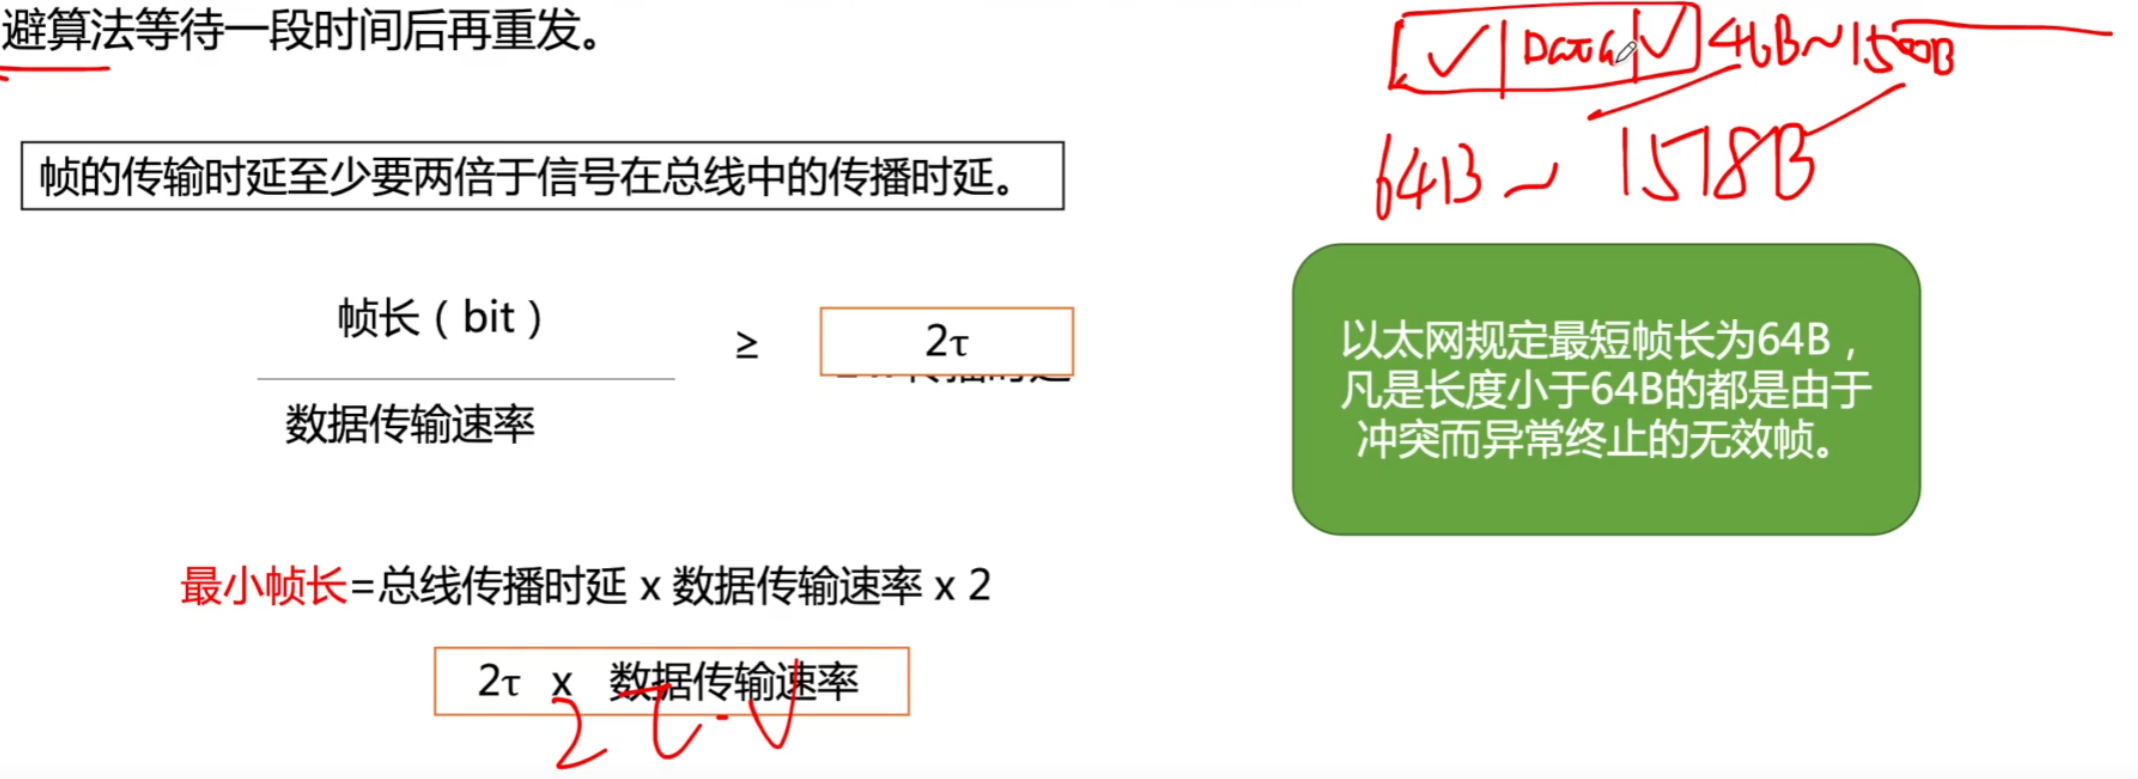 避算法等待一段时间后再重发。
Data 46B~1500B
64B ~ 1518B
帧的传输时延至少要两倍于信号在总线中的传播时延。
帧长（bit）
≥
2τ
数据传输速率
以太网规定最短帧长为64B，
凡是长度小于64B的都是由于
冲突而异常终止的无效帧。
最小帧长=总线传播时延 x 数据传输速率 x 2
2τ x 数据传输速率
2τ·V